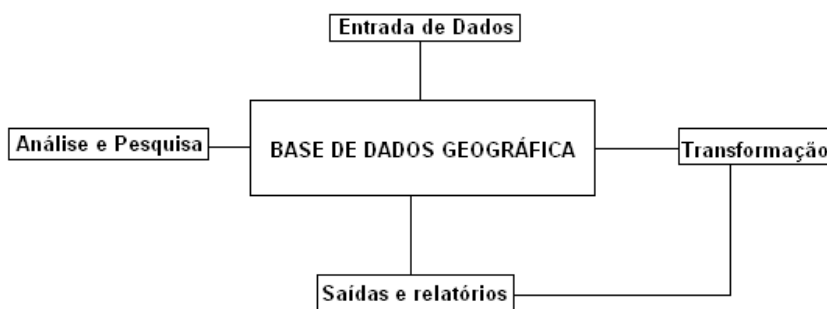 Entrada de Dados
Análise e Pesquisa
BASE DE DADOS GEOGRÁFICA
Transformação
Saídas e relatórios